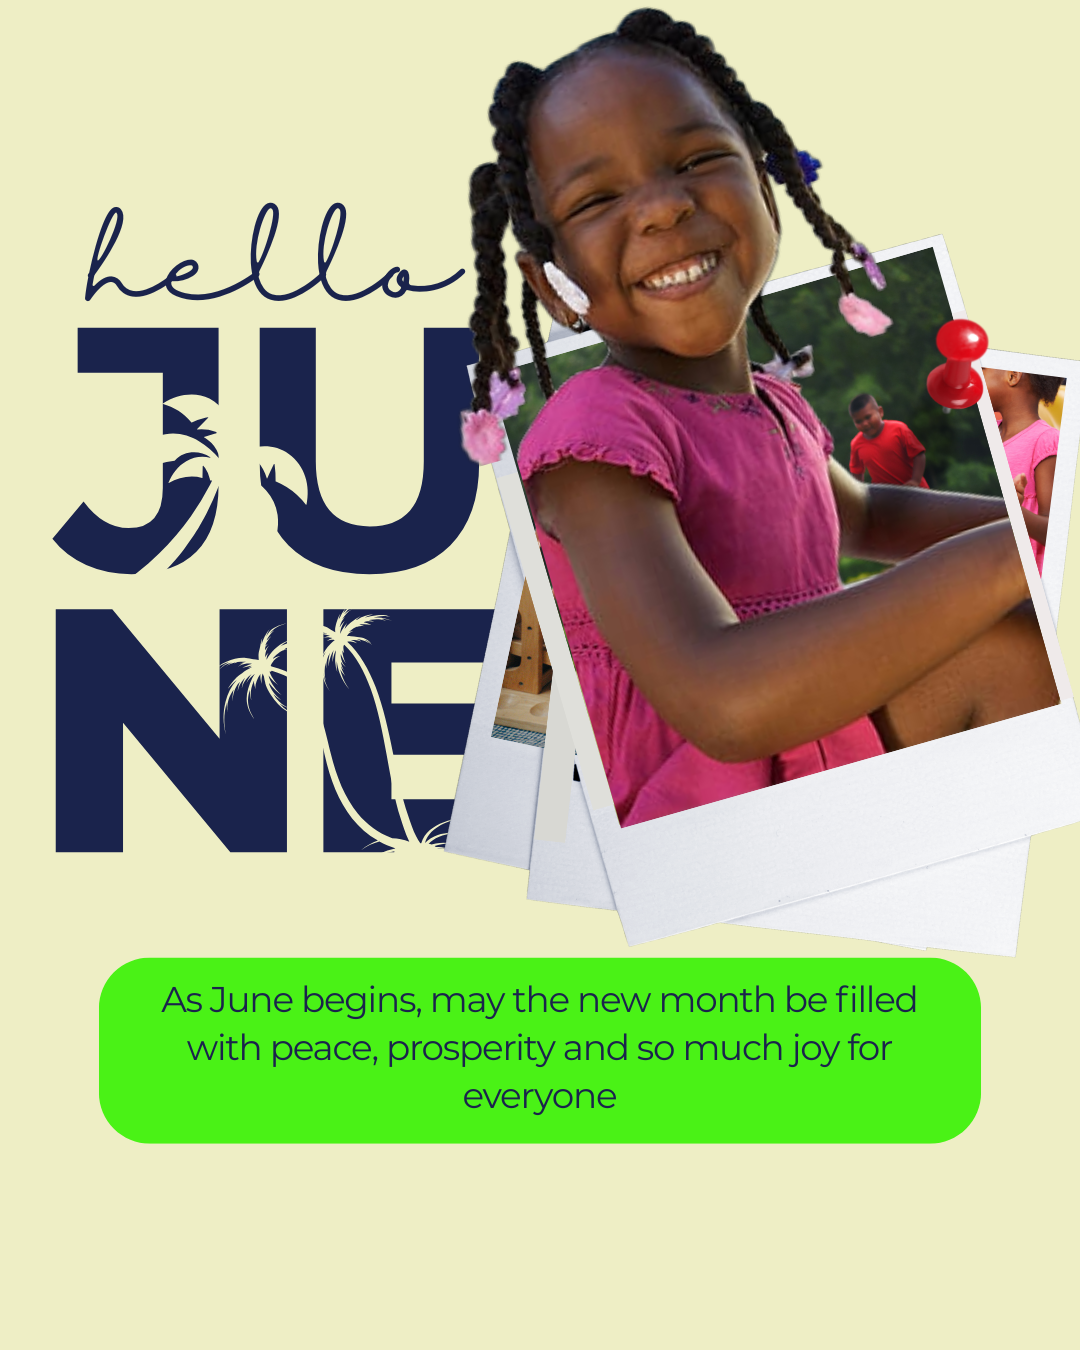 hello
JU
NE
As June begins, may the new month be filled
with peace, prosperity and so much joy for
everyone